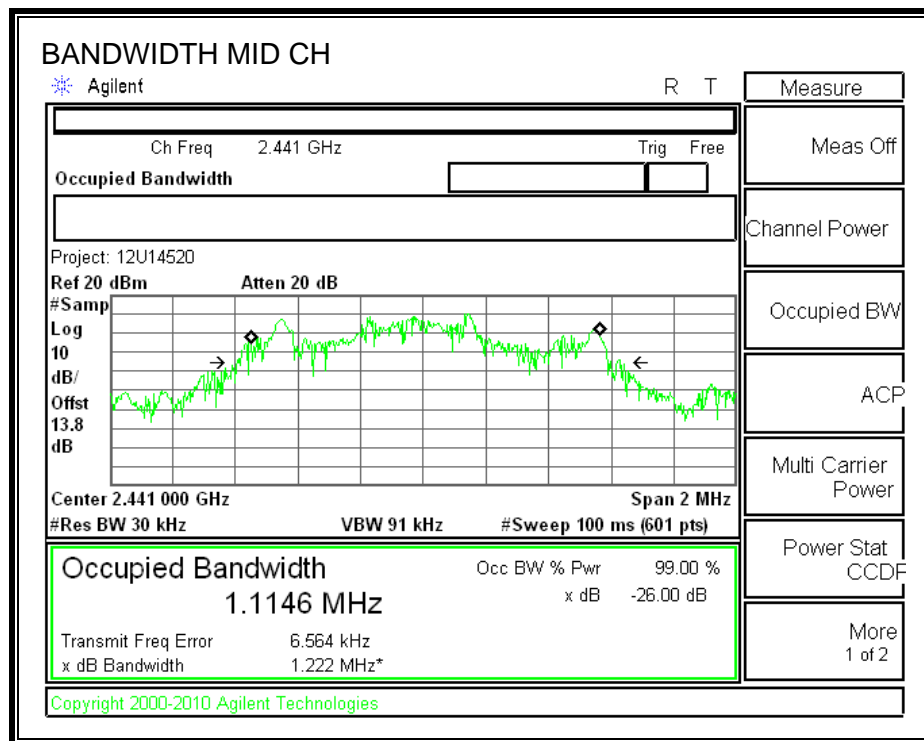 BANDWIDTH MID CH
Agilent R T
Ch Freq 2.441 GHz Trig Free
Occupied Bandwidth
Project: 12U14520
Ref 20 dBm Atten 20 dB
#Samp
Log
10
dB/
Offst
13.8
dB
Center 2.441 000 GHz Span 2 MHz
#Res BW 30 kHz VBW 91 kHz #Sweep 100 ms (601 pts)
Occupied Bandwidth Occ BW % Pwr 99.00 %
1.1146 MHz x dB -26.00 dB
Transmit Freq Error 6.564 kHz
x dB Bandwidth 1.222 MHz*
Copyright 2000-2010 Agilent Technologies
Measure
Meas Off
Channel Power
Occupied BW
ACP
Multi Carrier
Power
Power Stat
CCDF
More
1 of 2